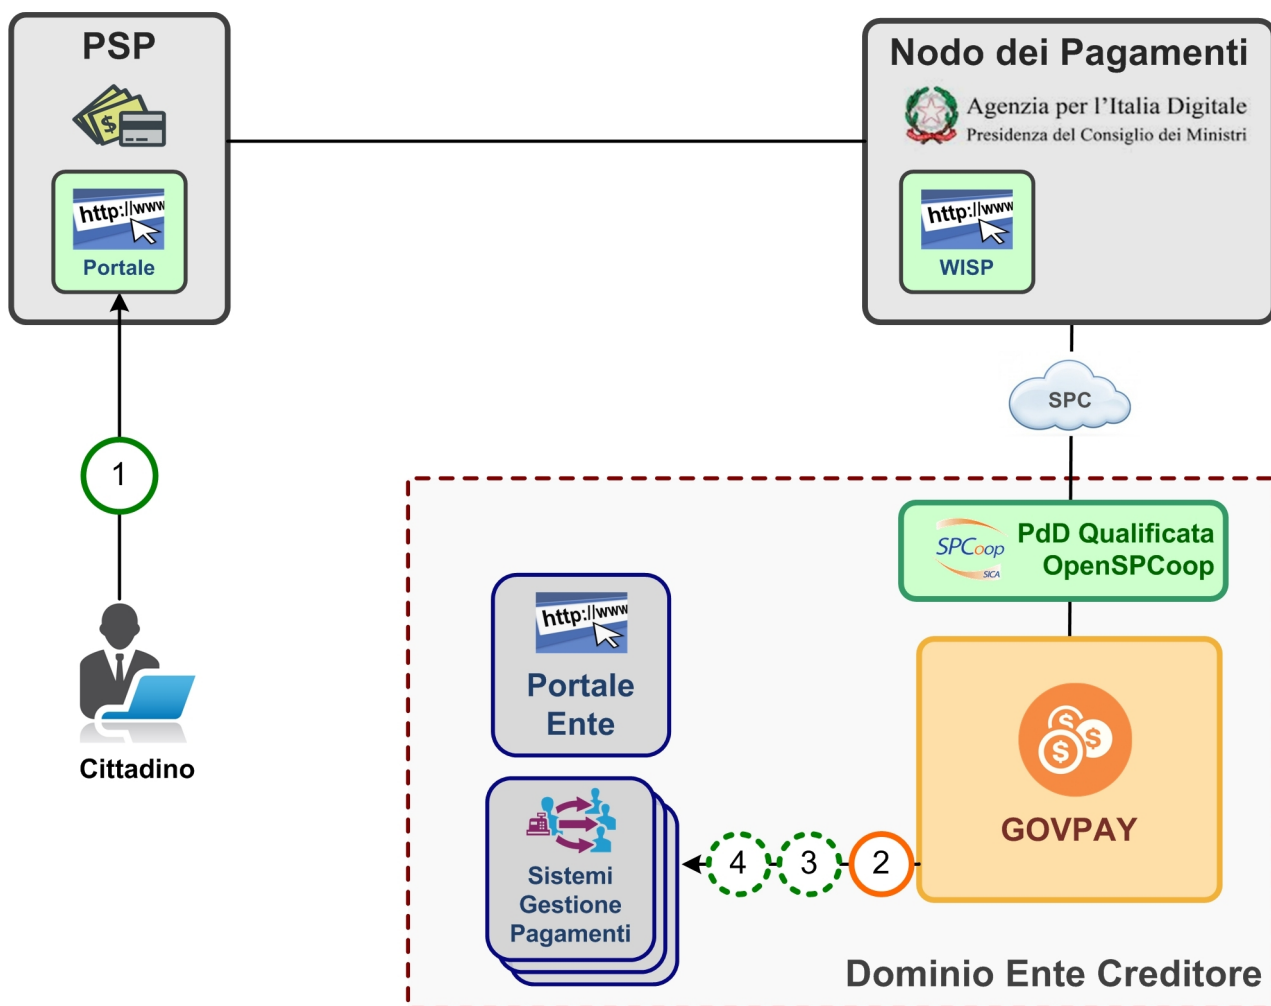 PSP
$
http://www
Portale
Nodo dei Pagamenti
Agenzia per l'Italia Digitale
Presidenza del Consiglio dei Ministri
http://www
WISP
SPC
1
SPCoop
SICA
PdD Qualificata
OpenSPCoop
http://www
Portale
Ente
Cittadino
$
$
$
GOVPAY
4
3
2
Sistemi
Gestione
Pagamenti
Dominio Ente Creditore